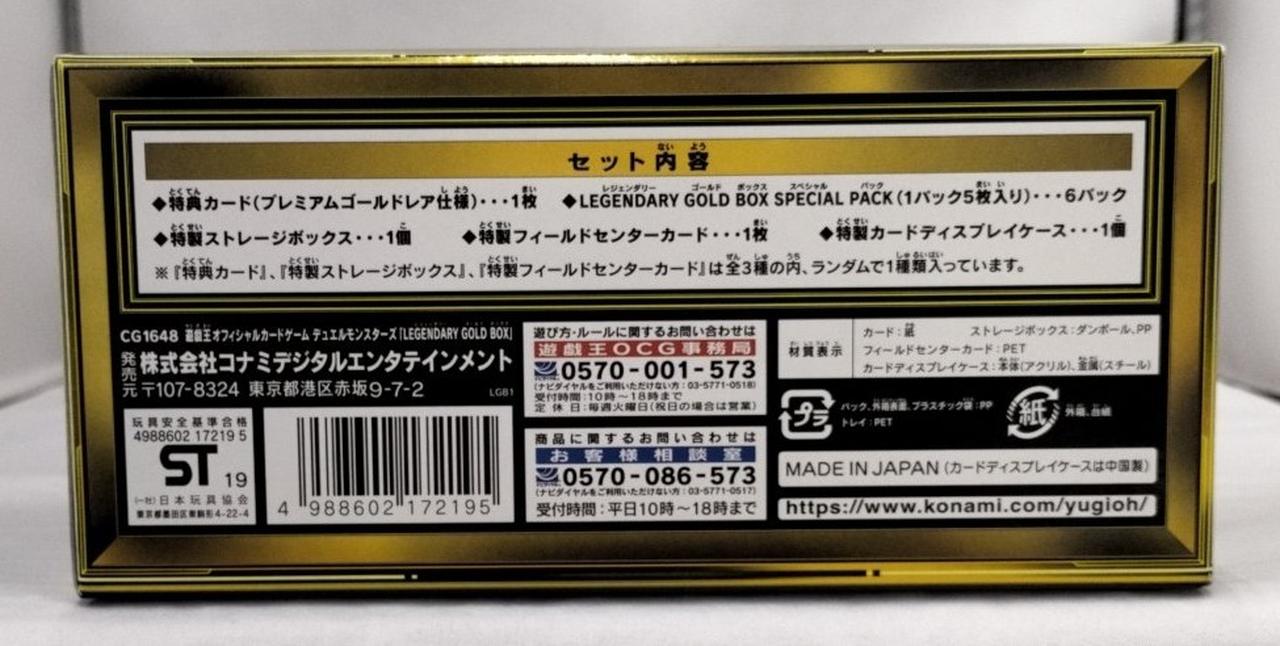 セット内容
◆特典カード(プレミアムゴールドレア仕様)・・・1枚 ◆LEGENDARY GOLD BOX SPECIAL PACK(1パック5枚入り)・・・6パック
◆特製ストレージボックス・・・1個 ◆特製フィールドセンターカード・・・1枚 ◆特製カードディスプレイケース・・・1個
※『特典カード』、『特製ストレージボックス』、『特製フィールドセンターカード』は全3種の内、ランダムで1種類入っています。
CG1648 遊戯王オフィシャルカードゲーム デュエルモンスターズ「LEGENDARY GOLD BOX」
発売元 株式会社コナミデジタルエンタテインメント
〒107-8324 東京都港区赤坂9-7-2 LGB1
玩具安全基準合格
4988602 17219 5
ST 19
(一社)日本玩具協会
東京都墨田区東駒形4-22-4
4 988602 172195
遊び方・ルールに関するお問い合わせは
遊戯王OCG事務局
0570-001-573
(ナビダイヤルをご利用いただけない方:03-5771-0518)
受付時間:10時〜18時まで
定休日:毎週火曜日(祝日の場合は営業)
商品に関するお問い合わせは
お客様相談室
0570-086-573
(ナビダイヤルをご利用いただけない方:03-5771-0517)
受付時間:平日10時〜18時まで
材質表示
カード:紙 ストレージボックス:ダンボール、PP
フィールドセンターカード:PET
カードディスプレイケース:本体(アクリル)、金属(スチール)
プラ
パック、外箱表面、プラスチック袋:PP
トレイ:PET
紙
外箱、台紙
MADE IN JAPAN (カードディスプレイケースは中国製)
https://www.konami.com/yugioh/